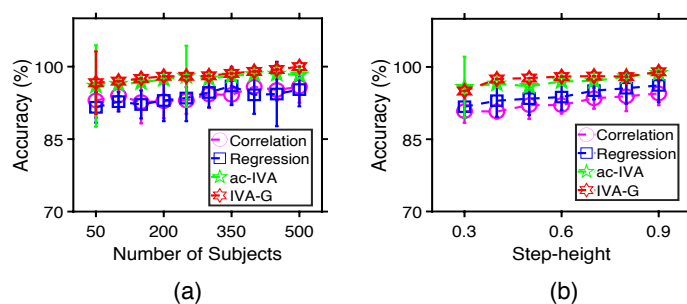 Accuracy (%)
100
85
70
50
200
350
500
Number of Subjects
Correlation
Regression
ac-IVA
IVA-G
(a)
Accuracy (%)
100
85
70
0.3
0.6
0.9
Step-height
Correlation
Regression
ac-IVA
IVA-G
(b)